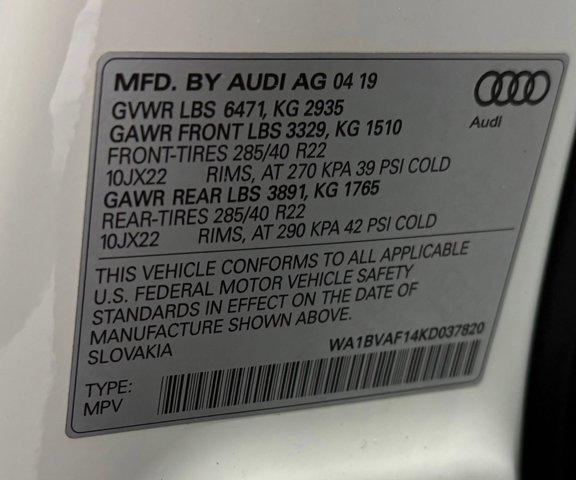 MFD. BY AUDI AG 04 19
GVWR LBS 6471, KG 2935
GAWR FRONT LBS 3329, KG 1510
FRONT-TIRES 285/40 R22
10JX22 RIMS, AT 270 KPA 39 PSI COLD
GAWR REAR LBS 3891, KG 1765
REAR-TIRES 285/40 R22
10JX22 RIMS, AT 290 KPA 42 PSI COLD
Audi
THIS VEHICLE CONFORMS TO ALL APPLICABLE
U.S. FEDERAL MOTOR VEHICLE SAFETY
STANDARDS IN EFFECT ON THE DATE OF
MANUFACTURE SHOWN ABOVE.
SLOVAKIA WA1BVAF14KD037820
TYPE:
MPV